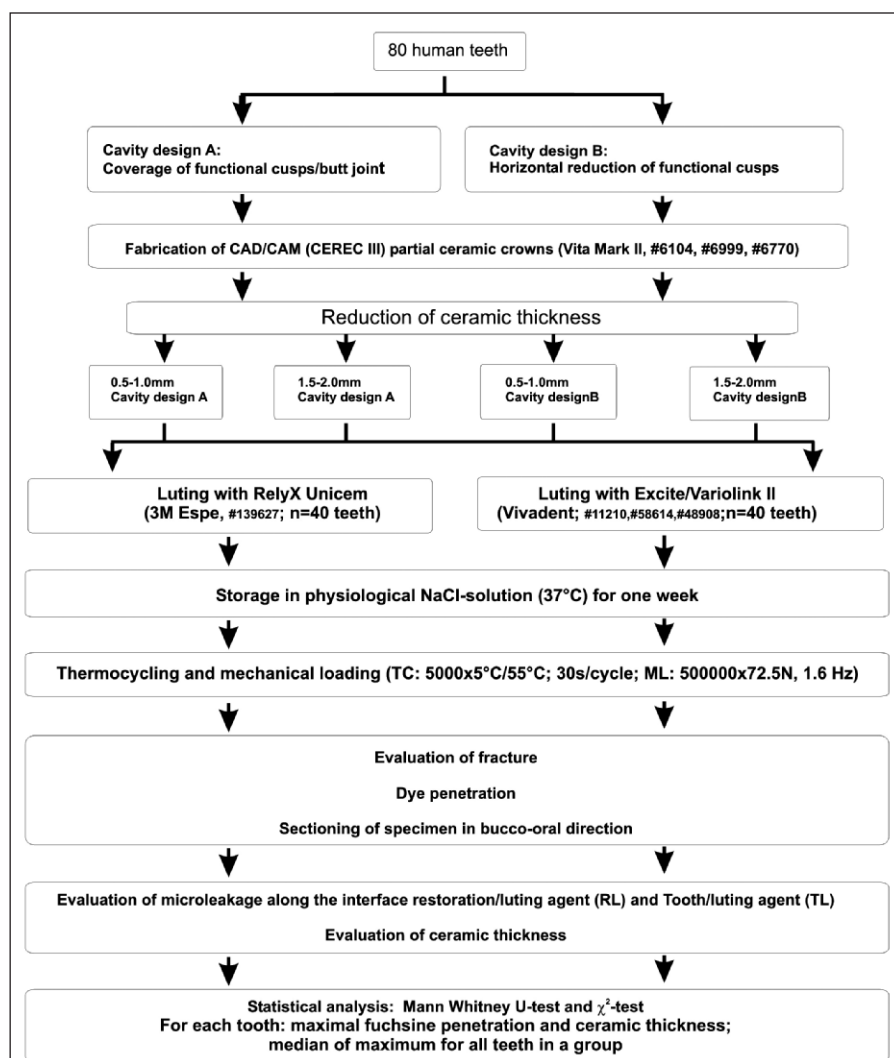 80 human teeth
Cavity design A:
Coverage of functional cusps/butt joint
Cavity design B:
Horizontal reduction of functional cusps
Fabrication of CAD/CAM (CEREC III) partial ceramic crowns (Vita Mark II, #6104, #6999, #6770)
Reduction of ceramic thickness
0.5-1.0mm
Cavity design A
1.5-2.0mm
Cavity design A
0.5-1.0mm
Cavity designB
1.5-2.0mm
Cavity designB
Luting with RelyX Unicem
(3M Espe, #139627; n=40 teeth)
Luting with Excite/Variolink II
(Vivadent; #11210,#58614,#48908;n=40 teeth)
Storage in physiological NaCl-solution (37°C) for one week
Thermocycling and mechanical loading (TC: 5000x5°C/55°C; 30s/cycle; ML: 500000x72.5N, 1.6 Hz)
Evaluation of fracture
Dye penetration
Sectioning of specimen in bucco-oral direction
Evaluation of microleakage along the interface restoration/luting agent (RL) and Tooth/luting agent (TL)
Evaluation of ceramic thickness
Statistical analysis: Mann Whitney U-test and χ²-test
For each tooth: maximal fuchsine penetration and ceramic thickness;
median of maximum for all teeth in a group